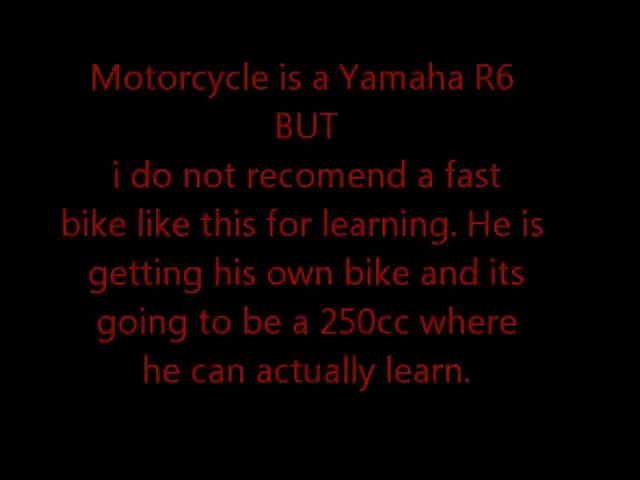 Motorcycle is a Yamaha R6
BUT
i do not recomend a fast
bike like this for learning. He is
getting his own bike and its
going to be a 250cc where
he can actually learn.